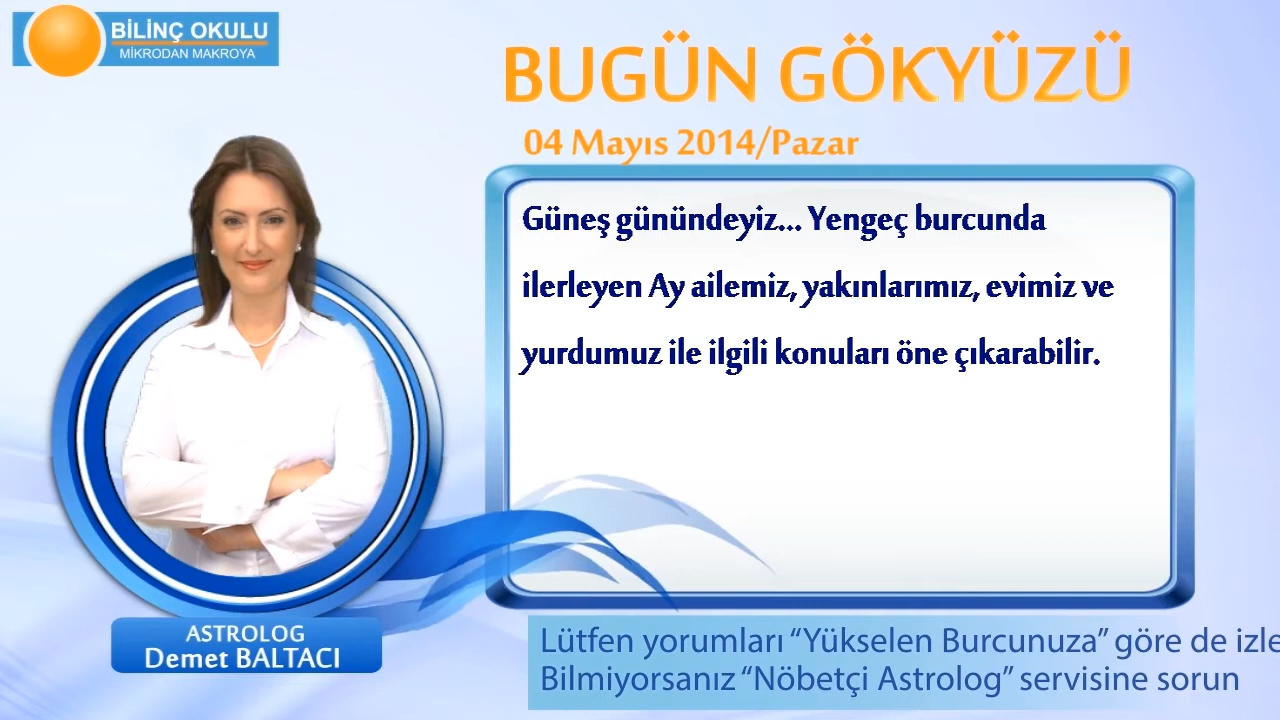 BİLİNÇ OKULU
MİKRODAN MAKROYA
BUGÜN GÖKYÜZÜ
04 Mayıs 2014/Pazar
Güneş günündeyiz... Yengeç burcunda
ilerleyen Ay ailemiz, yakınlarımız, evimiz ve
yurdumuz ile ilgili konuları öne çıkarabilir.
ASTROLOG
Demet BALTACI
Lütfen yorumları “Yükselen Burcunuza” göre de izle
Bilmiyorsanız “Nöbetçi Astrolog” servisine sorun